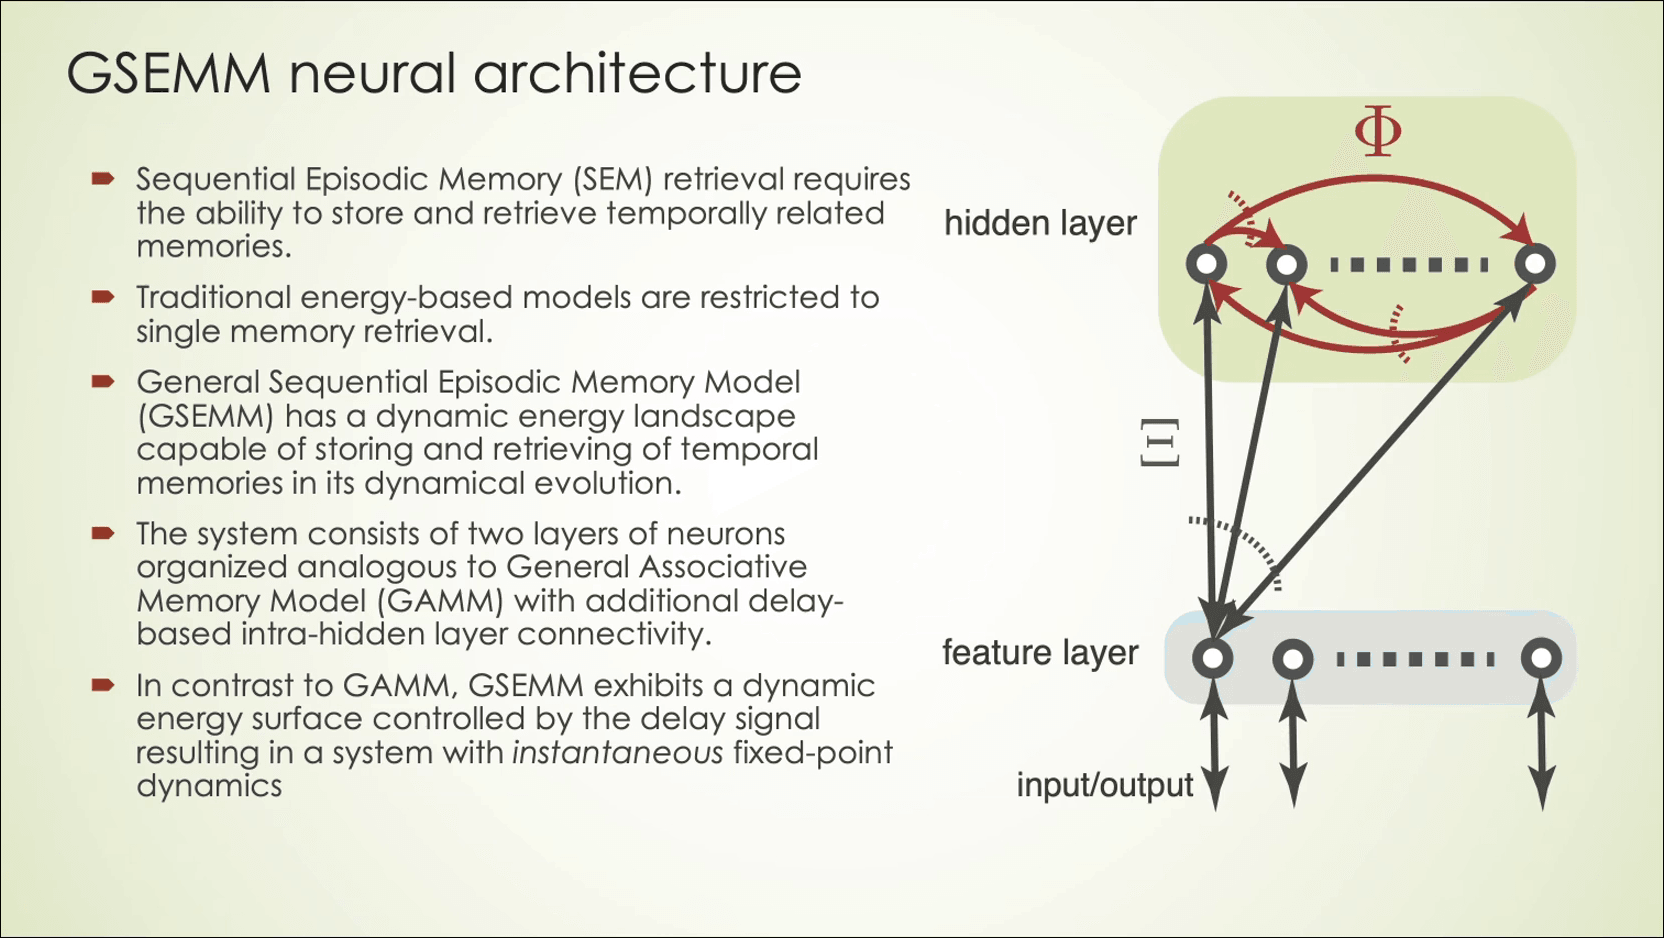 GSEMM neural architecture
Sequential Episodic Memory (SEM) retrieval requires
the ability to store and retrieve temporally related
memories.
Traditional energy-based models are restricted to
single memory retrieval.
General Sequential Episodic Memory Model
(GSEMM) has a dynamic energy landscape
capable of storing and retrieving of temporal
memories in its dynamical evolution.
The system consists of two layers of neurons
organized analogous to General Associative
Memory Model (GAMM) with additional delay-
based intra-hidden layer connectivity.
In contrast to GAMM, GSEMM exhibits a dynamic
energy surface controlled by the delay signal
resulting in a system with instantaneous fixed-point
dynamics
Φ
hidden layer
Ξ
feature layer
input/output